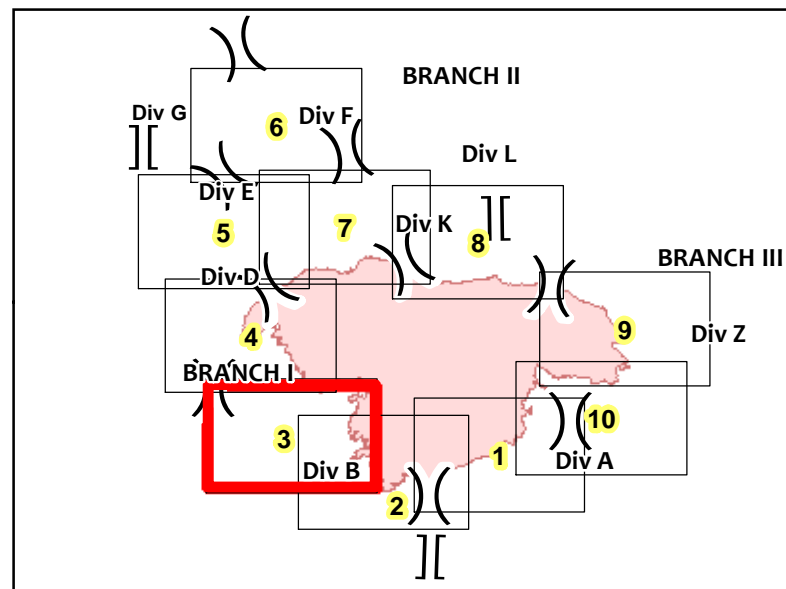 BRANCH II
Div G
Div F
6
Div L
Div E
5
7
Div K
8
BRANCH III
Div D
9
Div Z
4
BRANCH I
3
10
1
Div A
Div B
2